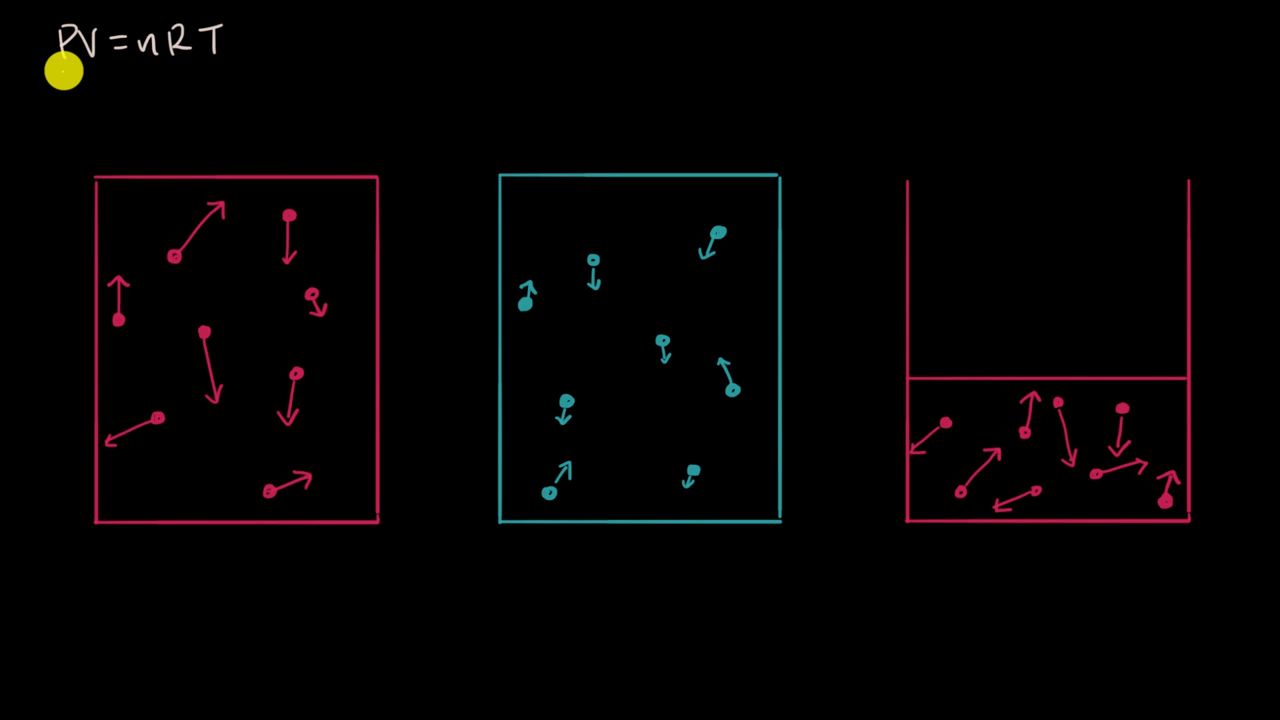 PV = nRT